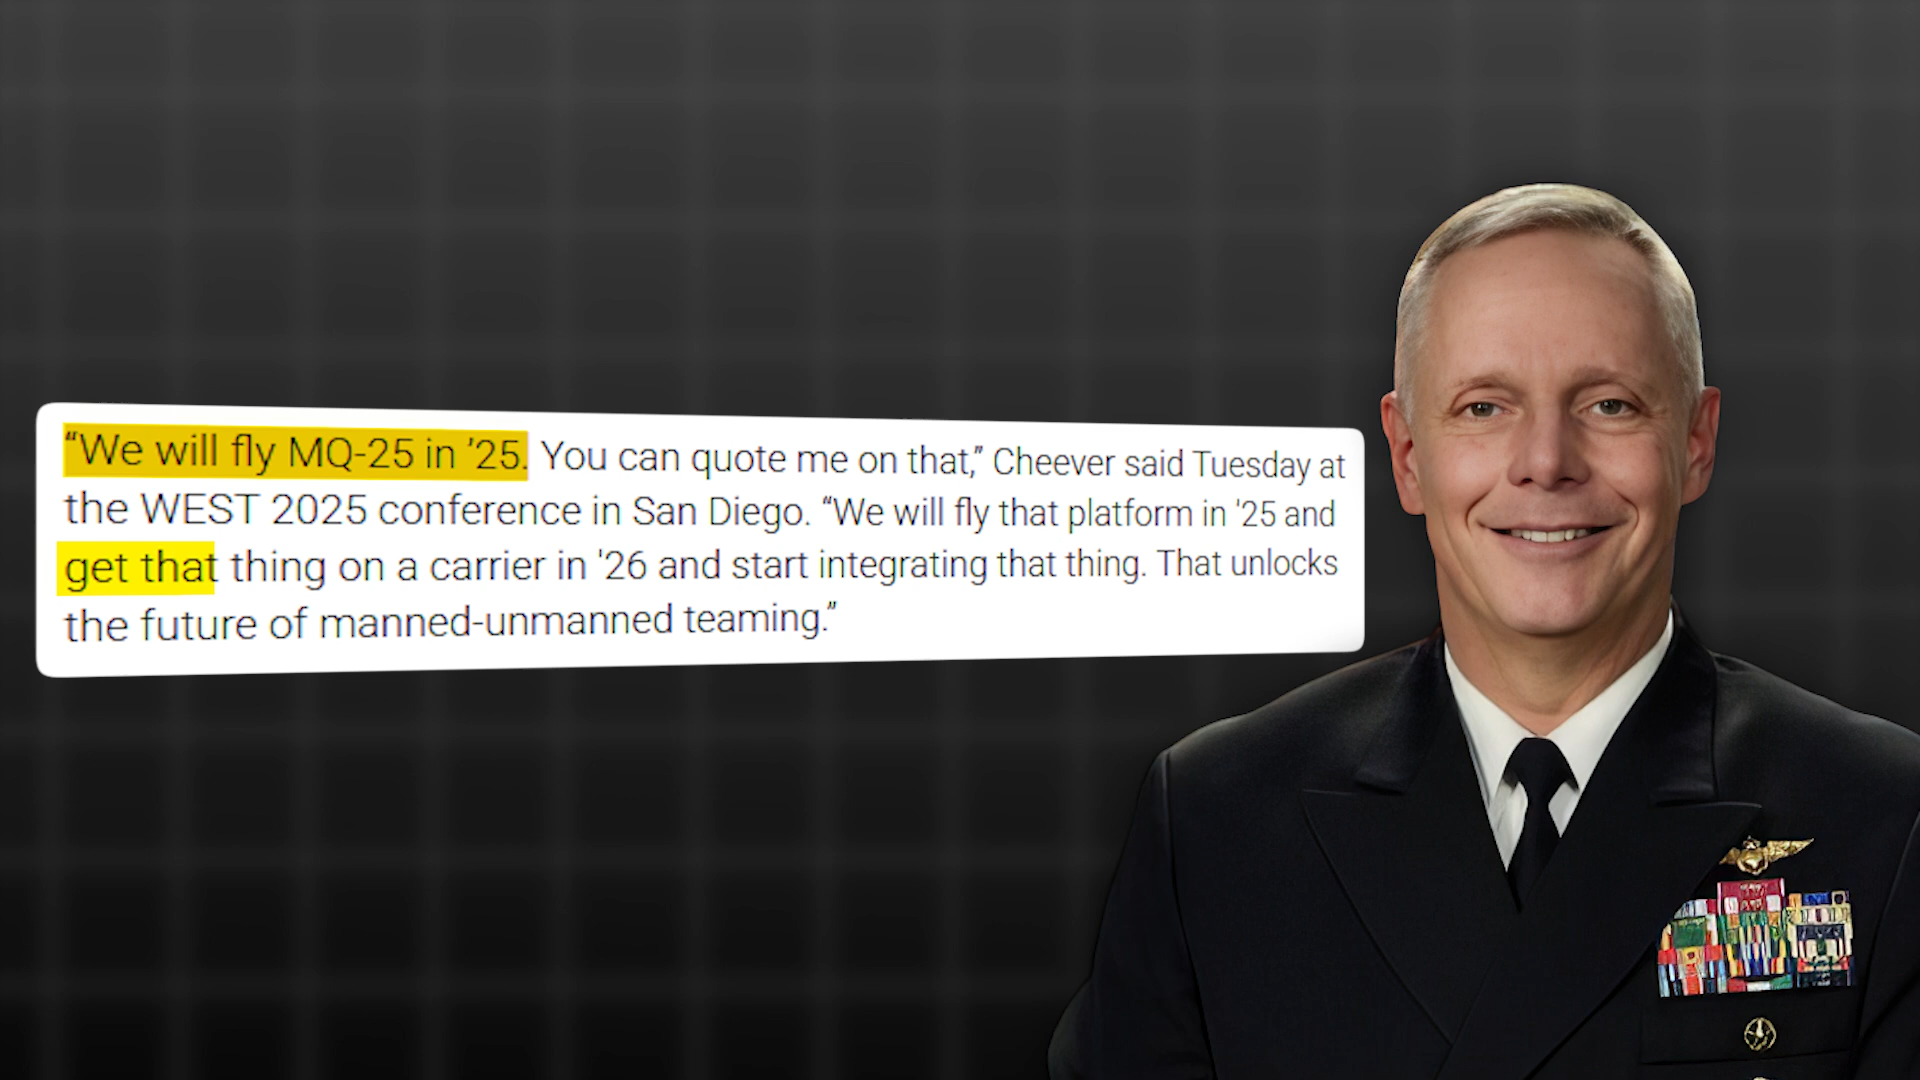 “We will fly MQ-25 in '25. You can quote me on that,” Cheever said Tuesday at
the WEST 2025 conference in San Diego. “We will fly that platform in '25 and
get that thing on a carrier in '26 and start integrating that thing. That unlocks
the future of manned-unmanned teaming.”